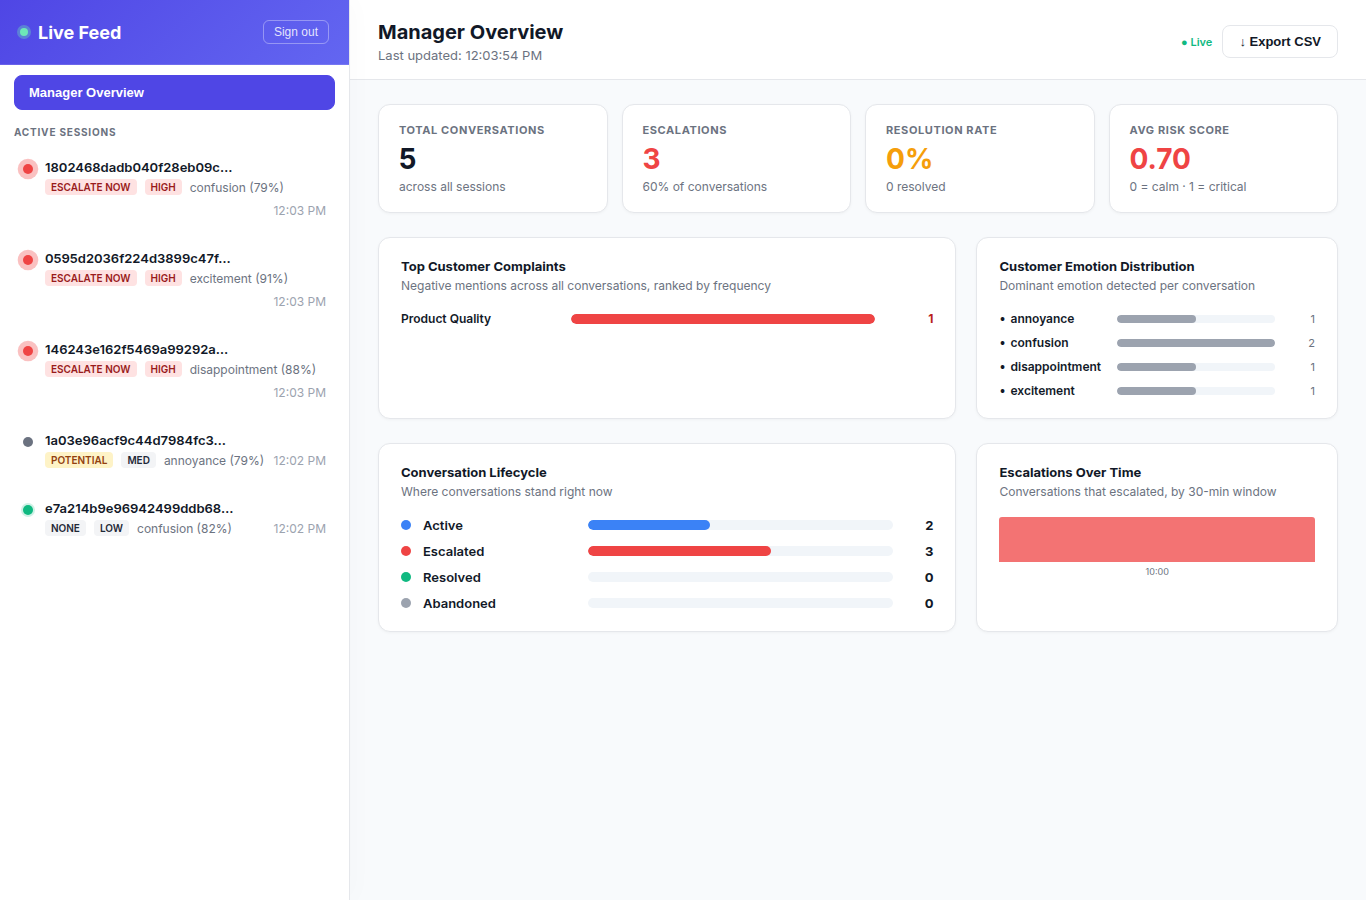 Live Feed
Sign out
Manager Overview
ACTIVE SESSIONS
1802468dadb040f28eb09c...
ESCALATE NOW HIGH confusion (79%)
12:03 PM
0595d2036f224d3899c47f...
ESCALATE NOW HIGH excitement (91%)
12:03 PM
146243e162f5469a99292a...
ESCALATE NOW HIGH disappointment (88%)
12:03 PM
1a03e96acf9c44d7984fc3...
POTENTIAL MED annoyance (79%) 12:02 PM
e7a214b9e96942499ddb68...
NONE LOW confusion (82%) 12:02 PM
Manager Overview
Last updated: 12:03:54 PM
● Live
↓ Export CSV
TOTAL CONVERSATIONS
5
across all sessions
ESCALATIONS
3
60% of conversations
RESOLUTION RATE
0%
0 resolved
AVG RISK SCORE
0.70
0 = calm · 1 = critical
Top Customer Complaints
Negative mentions across all conversations, ranked by frequency
Product Quality 1
Customer Emotion Distribution
Dominant emotion detected per conversation
• annoyance 1
• confusion 2
• disappointment 1
• excitement 1
Conversation Lifecycle
Where conversations stand right now
Active 2
Escalated 3
Resolved 0
Abandoned 0
Escalations Over Time
Conversations that escalated, by 30-min window
10:00